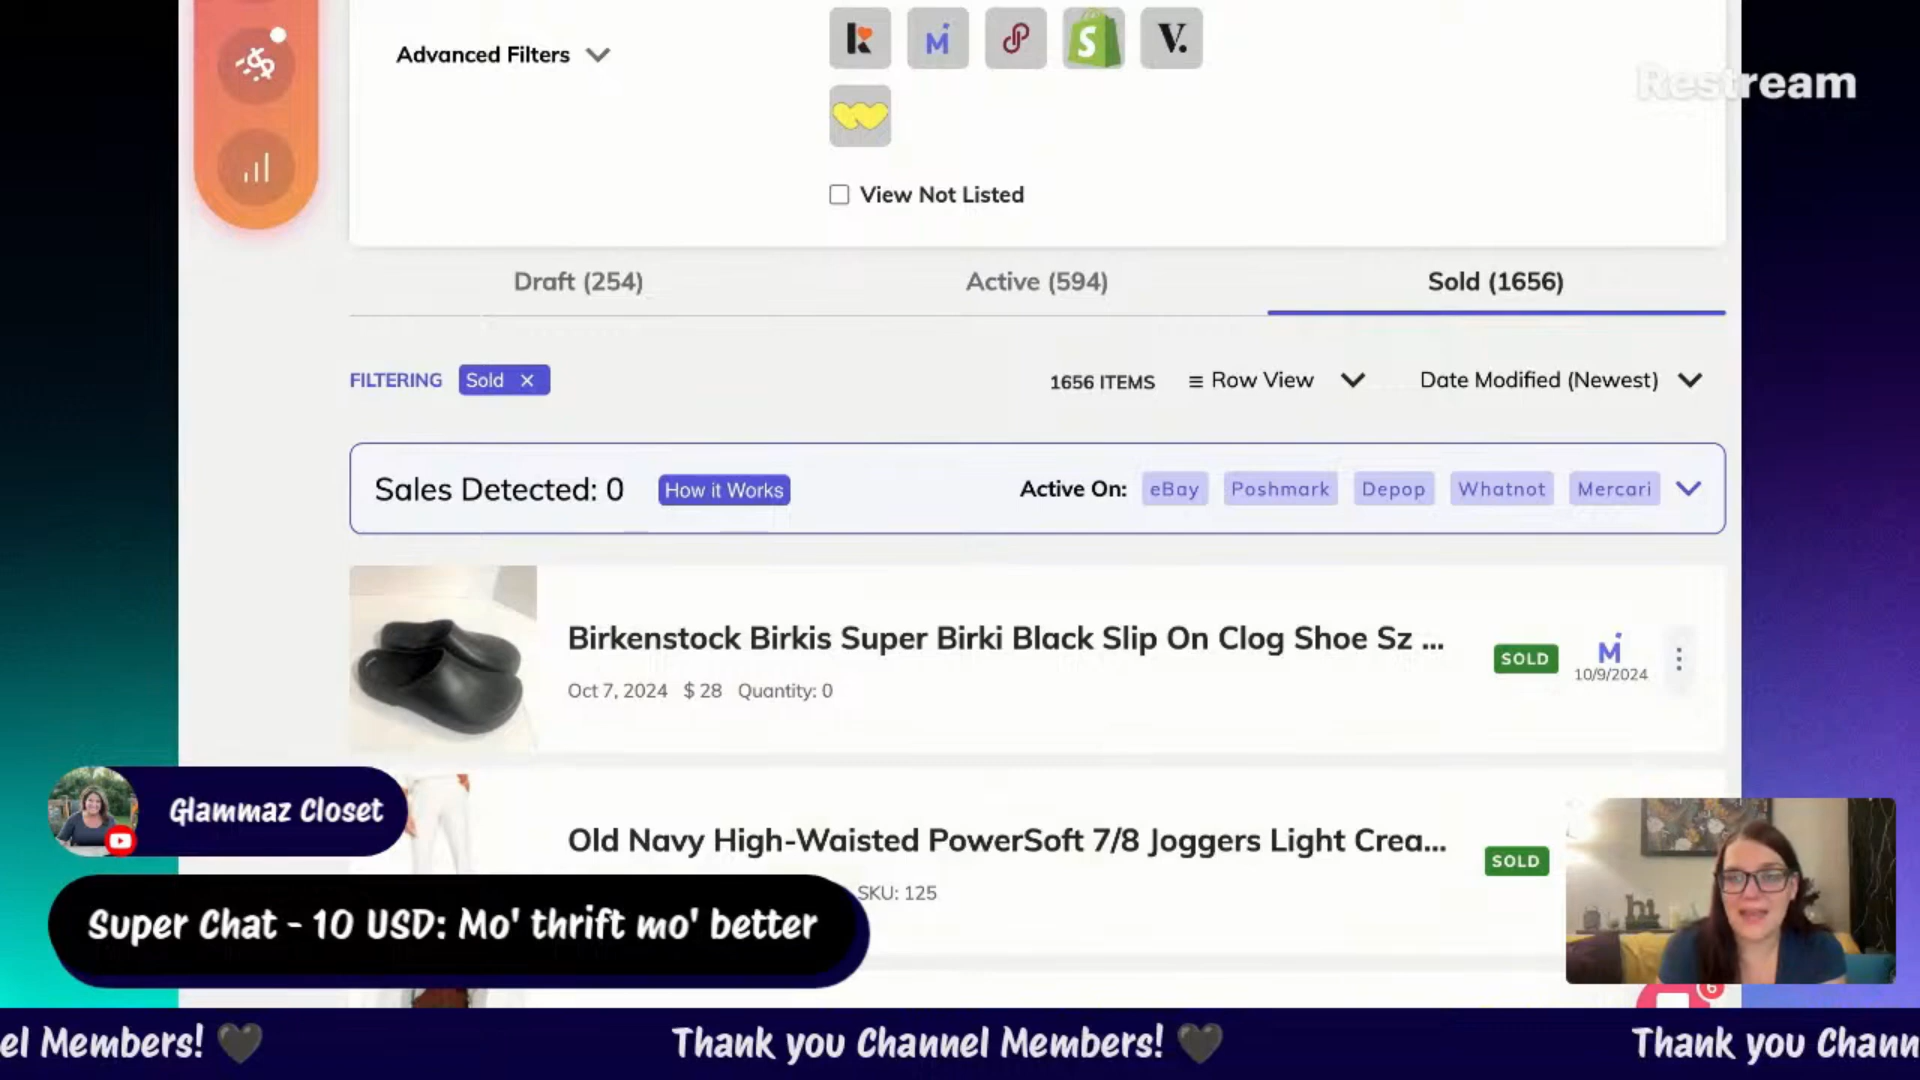 Advanced Filters
Restream
View Not Listed
Draft (254)
Active (594)
Sold (1656)
FILTERING
Sold ×
1656 ITEMS
Row View
Date Modified (Newest)
Sales Detected: 0
How it Works
Active On:
eBay
Poshmark
Depop
Whatnot
Mercari
Birkenstock Birkis Super Birki Black Slip On Clog Shoe Sz ...
Oct 7, 2024 $ 28 Quantity: 0
SOLD
10/9/2024
Old Navy High-Waisted PowerSoft 7/8 Joggers Light Crea...
SKU: 125
SOLD
Glammaz Closet
Super Chat - 10 USD: Mo' thrift mo' better
6
el Members! 🖤
Thank you Channel Members! 🖤
Thank you Chann